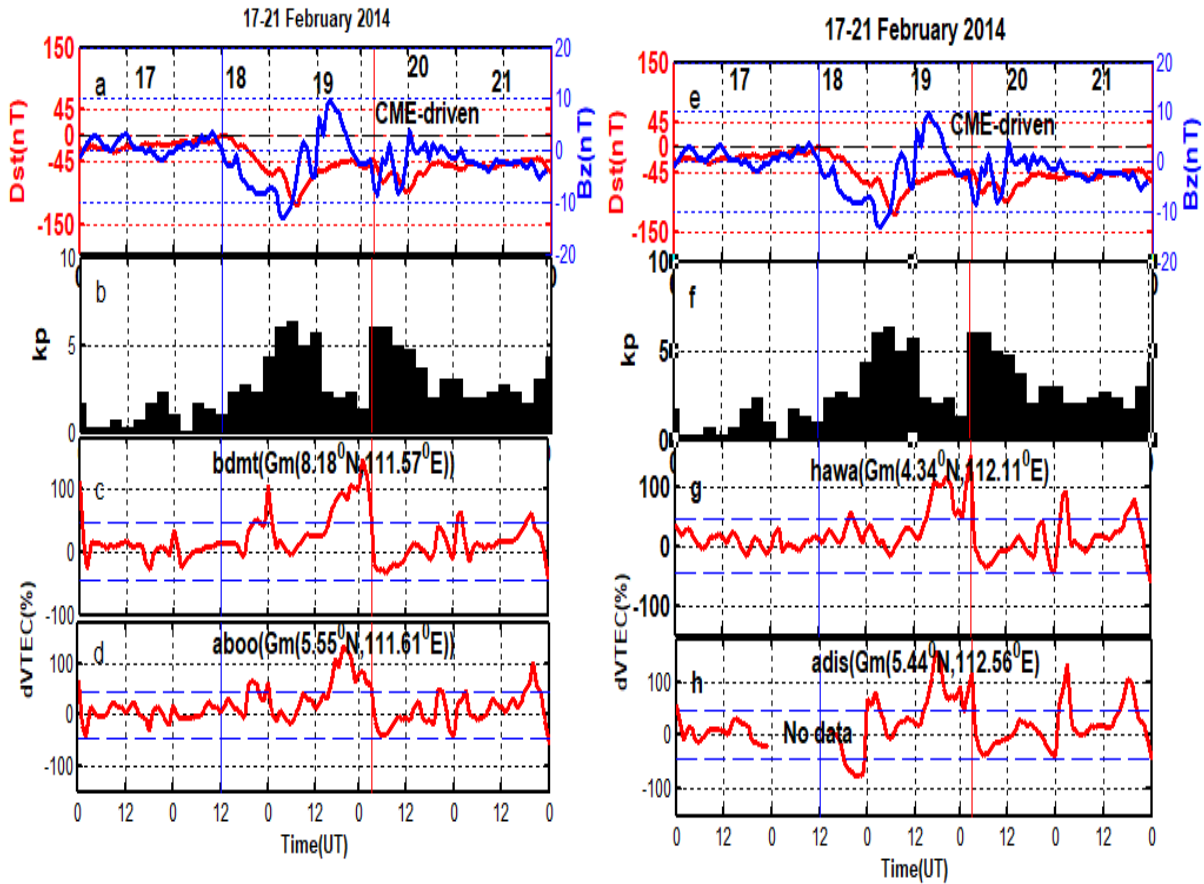 17-21 February 2014
150
45
0
-45
-150
Dst(nT)
a
17
18
19
20
21
CME-driven
20
10
0
-10
-20
Bz(nT)
10
5
0
kp
b
bdmt(Gm(8.18⁰N,111.57⁰E))
c
100
0
-100
dVTEC(%)
aboo(Gm(5.55⁰N,111.61⁰E))
d
100
0
-100
0 12 0 12 0 12 0 12 0 12 0
Time(UT)
17-21 February 2014
150
45
0
-45
-150
Dst(nT)
e
17
18
19
20
21
CME-driven
20
10
0
-10
-20
Bz(nT)
10
5
0
kp
f
hawa(Gm(4.34⁰N,112.11⁰E)
g
100
0
-100
dVTEC(%)
adis(Gm(5.44⁰N,112.56⁰E)
h
No data
100
0
-100
0 12 0 12 0 12 0 12 0 12 0
Time(UT)